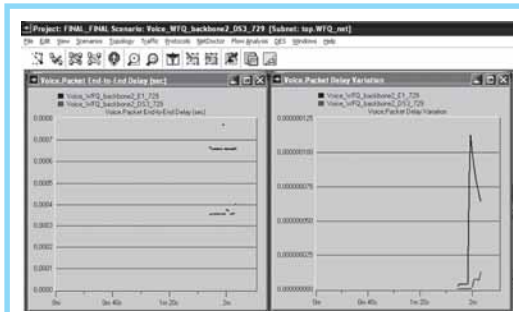 Project: FINAL_FINAL Scenario: Voice_WFQ_backbone2_DS3_729 [Subnet: top.WFQ_net]
File Edit View Scenarios Topology Traffic Protocols NetDoctor Flow Analysis DES Windows Help
Voice.Packet End-to-End Delay (sec)
Voice_WFQ_backbone2_E1_729
Voice_WFQ_backbone2_DS3_729
Voice.Packet End-to-End Delay (sec)
0.0008
0.0007
0.0006
0.0005
0.0004
0.0003
0.0002
0.0001
0.0000
0m 0m 40s 1m 20s 2m
Voice.Packet Delay Variation
Voice_WFQ_backbone2_E1_729
Voice_WFQ_backbone2_DS3_729
Voice.Packet Delay Variation
0.000000125
0.000000100
0.000000075
0.000000050
0.000000025
0.000000000
0m 0m 40s 1m 20s 2m